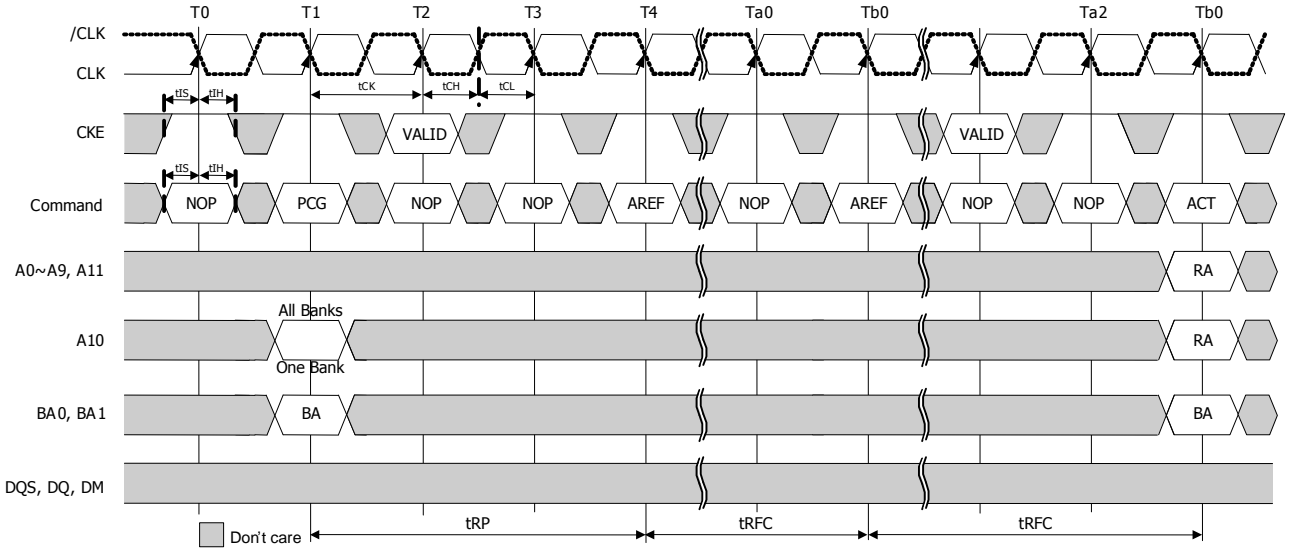 T0 T1 T2 T3 T4 Ta0 Tb0 Ta2 Tb0
/CLK
CLK
tCK tCH tCL
tIS tIH
CKE VALID VALID
tIS tIH
Command NOP PCG NOP NOP AREF NOP AREF NOP NOP ACT
A0~A9, A11 RA
All Banks
A10 RA
One Bank
BA0, BA1 BA BA
DQS, DQ, DM
Don't care tRP tRFC tRFC